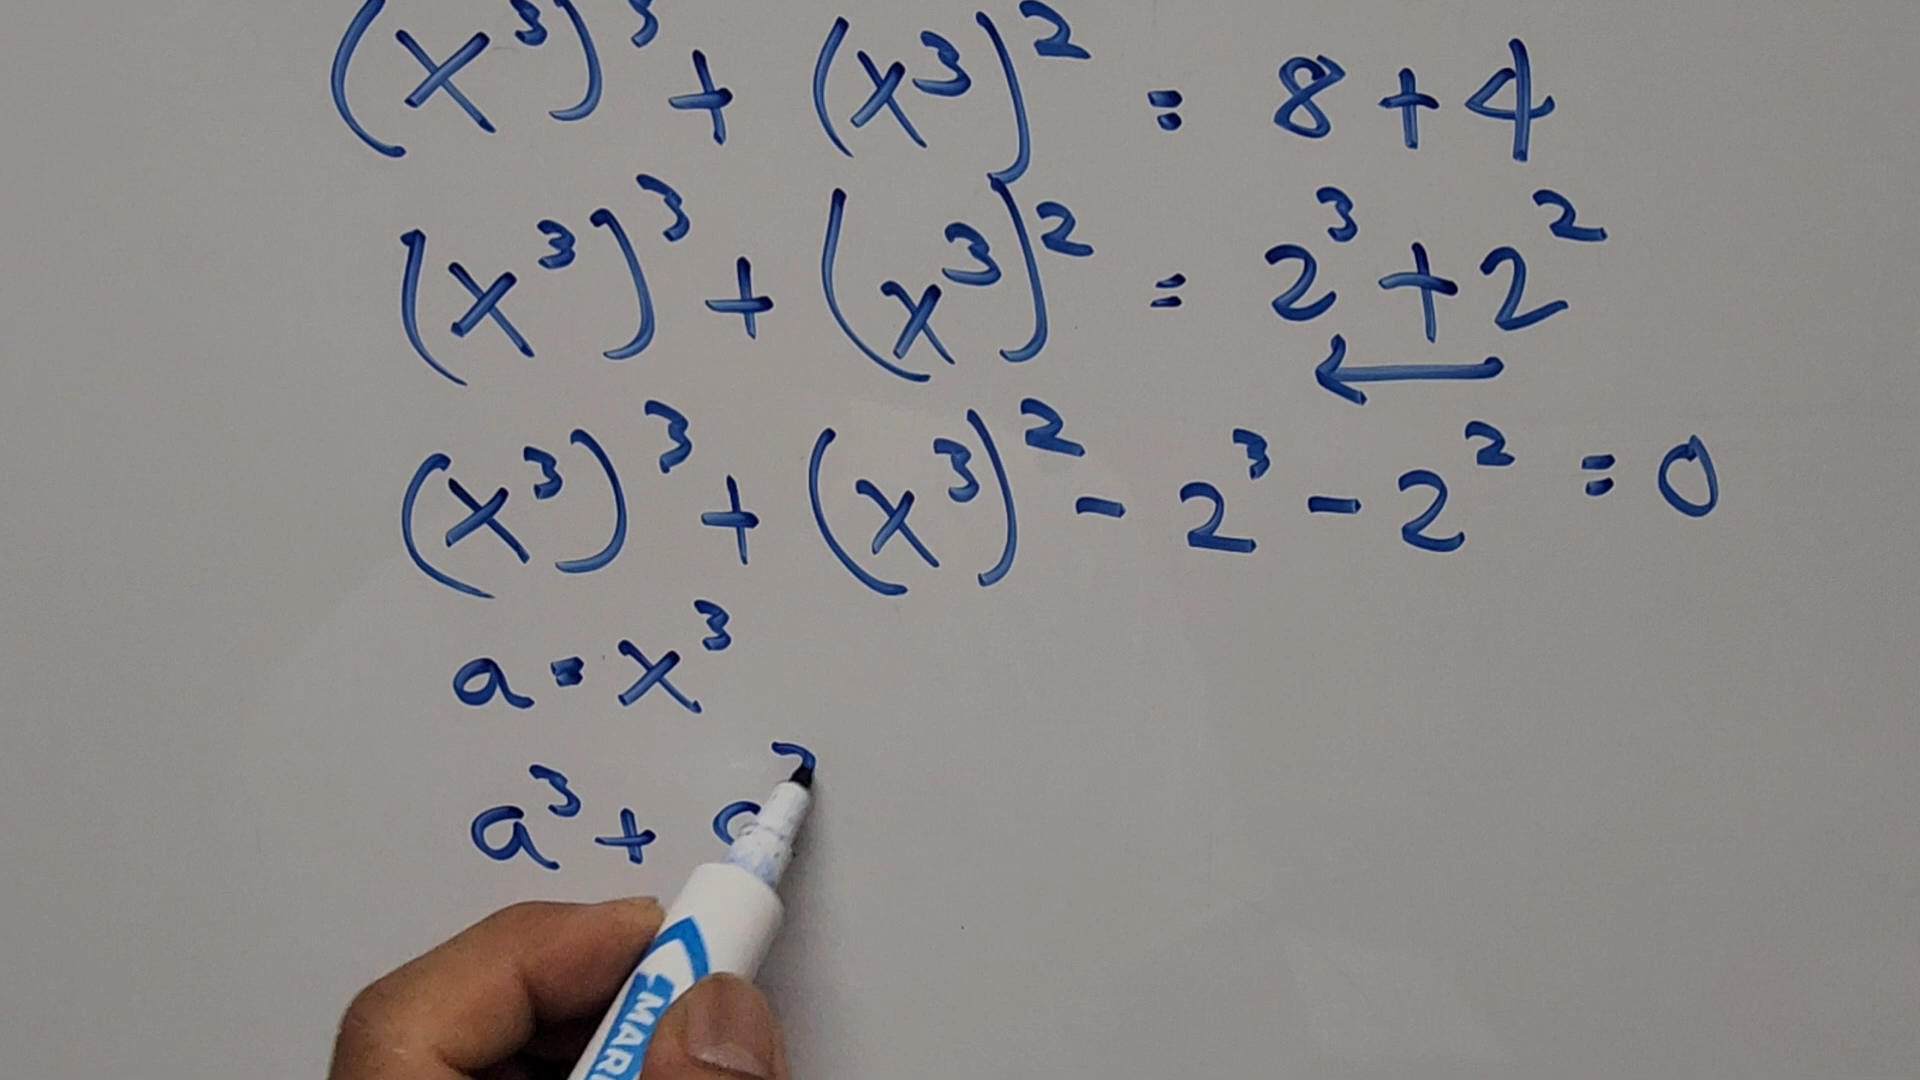 (x³)³ + (x³)² = 8 + 4
(x³)³ + (x³)² = 2³ + 2²
(x³)³ + (x³)² - 2³ - 2² = 0
a = x³
a³ +
MAR